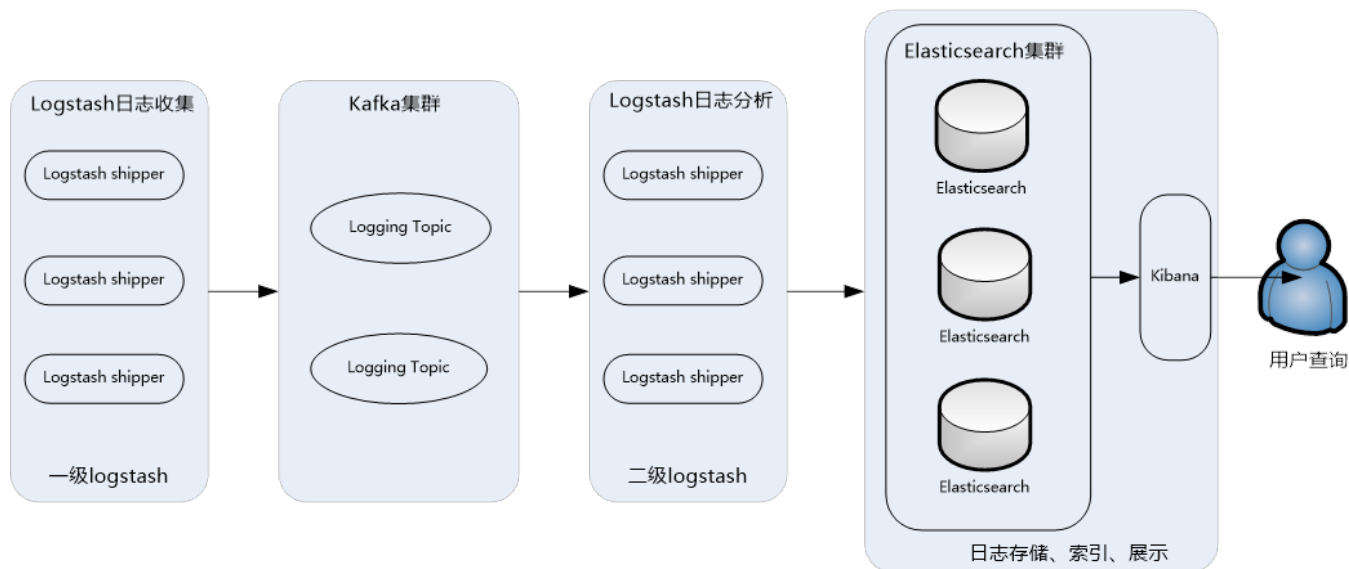 Logstash日志收集
Logstash shipper
Logstash shipper
Logstash shipper
一级logstash
Kafka集群
Logging Topic
Logging Topic
Logstash日志分析
Logstash shipper
Logstash shipper
Logstash shipper
二级logstash
Elasticsearch集群
Elasticsearch
Elasticsearch
Elasticsearch
Kibana
日志存储、索引、展示
用户查询